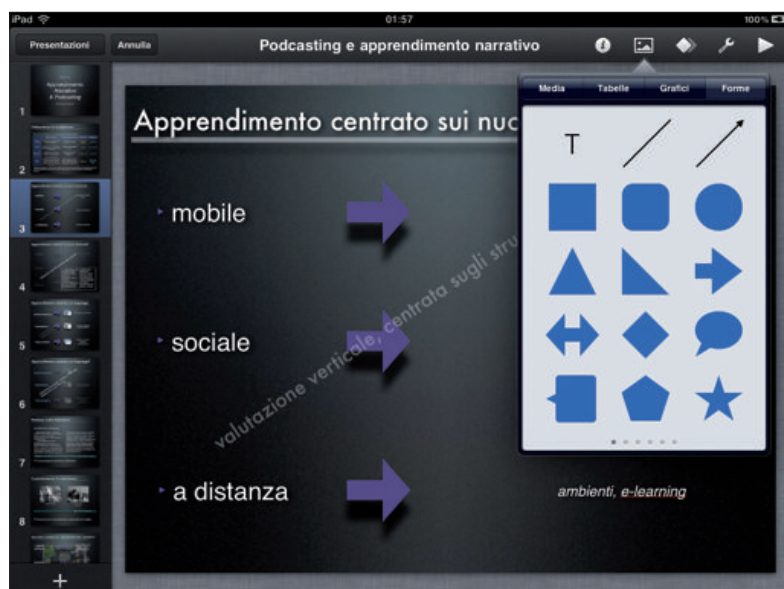 iPad 01:57 100%
Presentazioni Annulla Podcasting e apprendimento narrativo
Media Tabelle Grafici Forme
T
1
2
3
4
5
6
7
8
Apprendimento centrato sui nuc
mobile
sociale
a distanza
valutazione verticale, centrata sugli stru
ambienti, e-learning